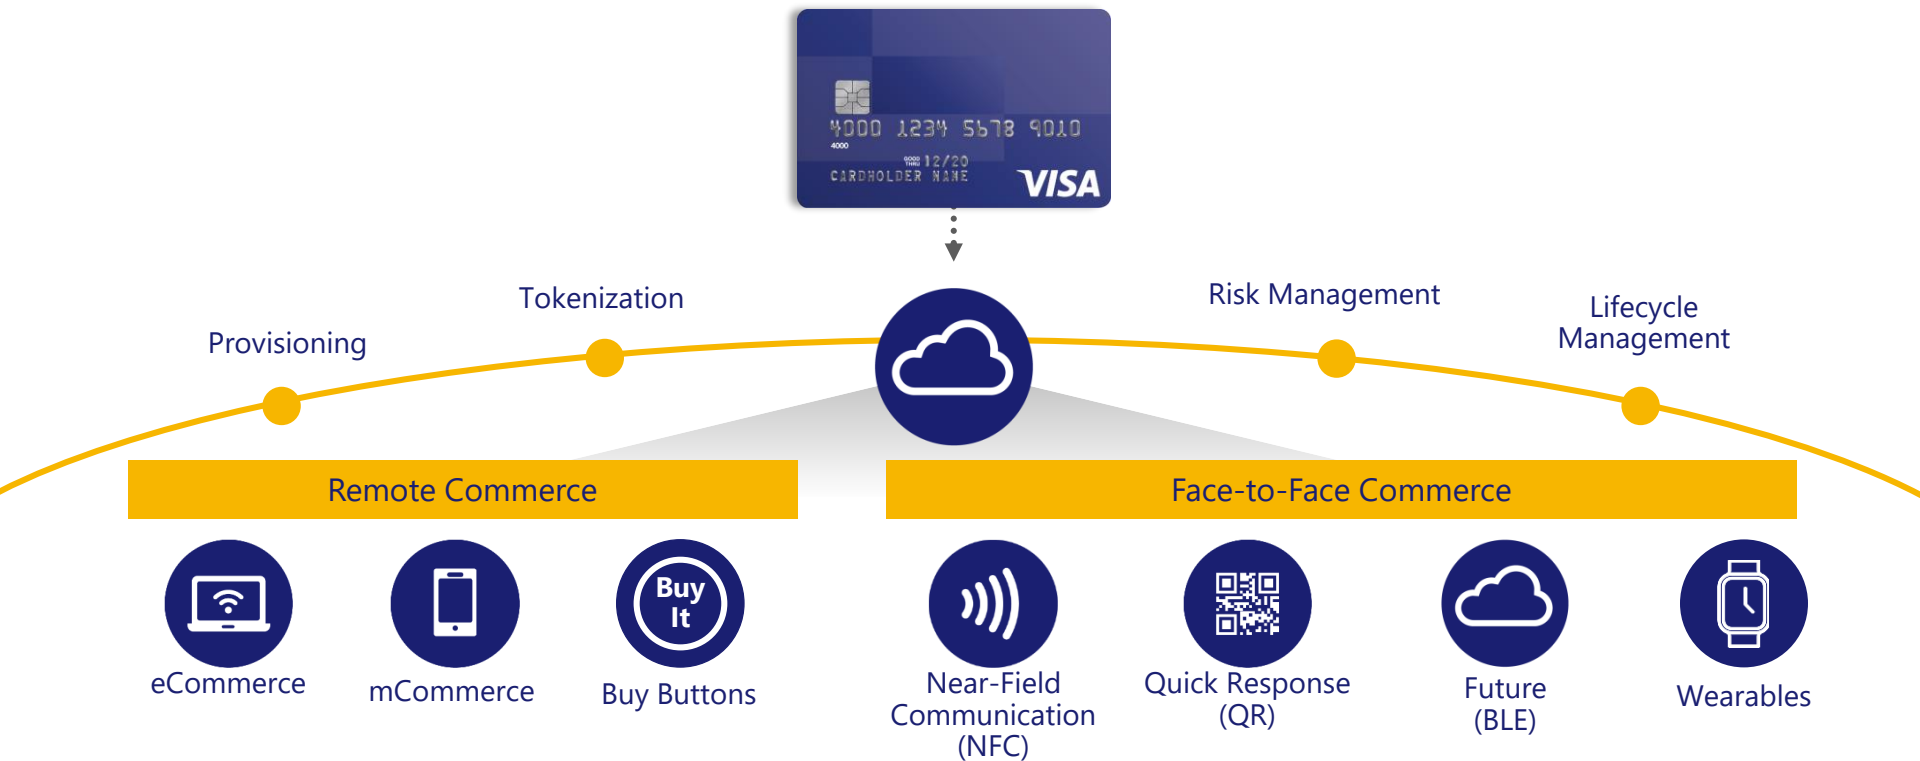 4000 1234 5678 9010
4000
GOOD THRU 12/20
CARDHOLDER NAME
VISA
Provisioning
Tokenization
Risk Management
Lifecycle
Management
Remote Commerce
Face-to-Face Commerce
Buy
It
eCommerce
mCommerce
Buy Buttons
Near-Field
Communication
(NFC)
Quick Response
(QR)
Future
(BLE)
Wearables